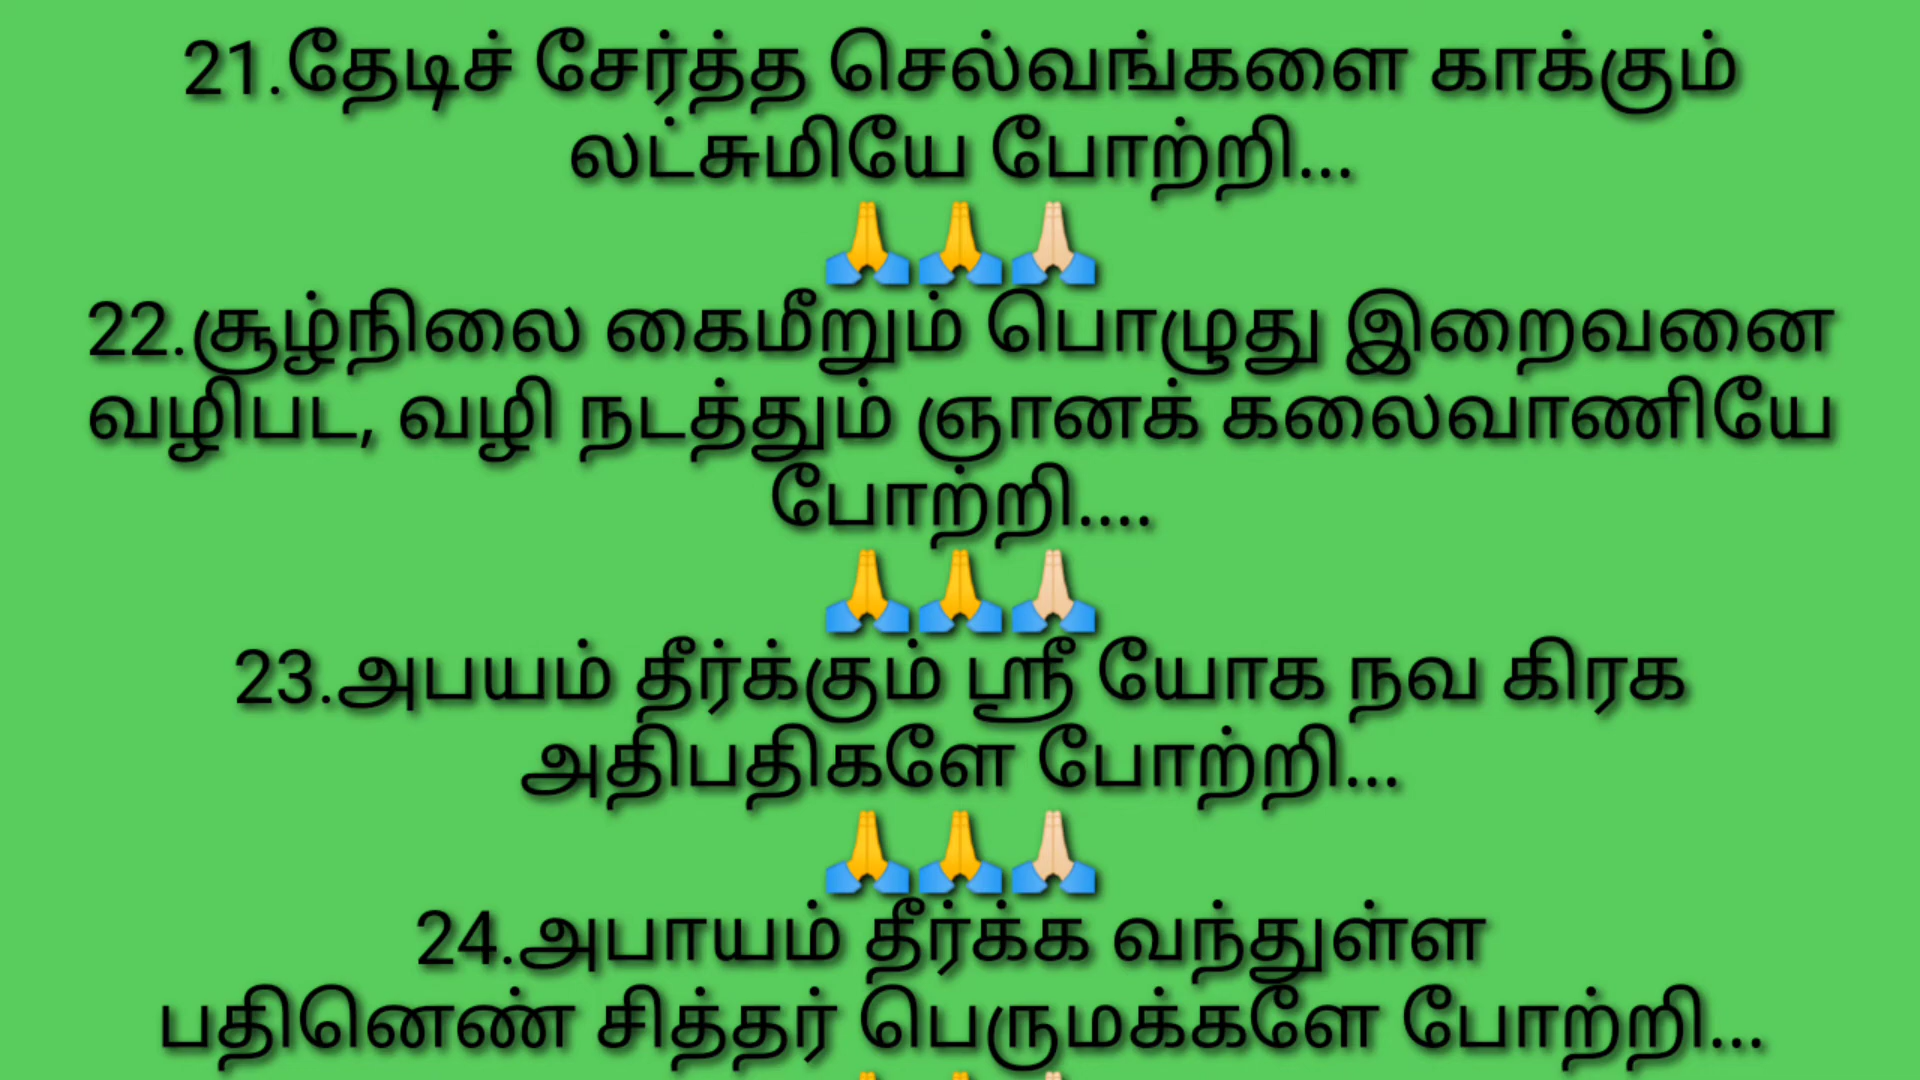 21.தேடிச் சேர்த்த செல்வங்களை காக்கும்
லட்சுமியே போற்றி...
🙏🙏🙏🏻
22.சூழ்நிலை கைமீறும் பொழுது இறைவனை
வழிபட, வழி நடத்தும் ஞானக் கலைவாணியே
போற்றி....
🙏🙏🙏🏻
23.அபயம் தீர்க்கும் ஸ்ரீ யோக நவ கிரக
அதிபதிகளே போற்றி...
🙏🙏🙏🏻
24.அபாயம் தீர்க்க வந்துள்ள
பதினெண் சித்தர் பெருமக்களே போற்றி...